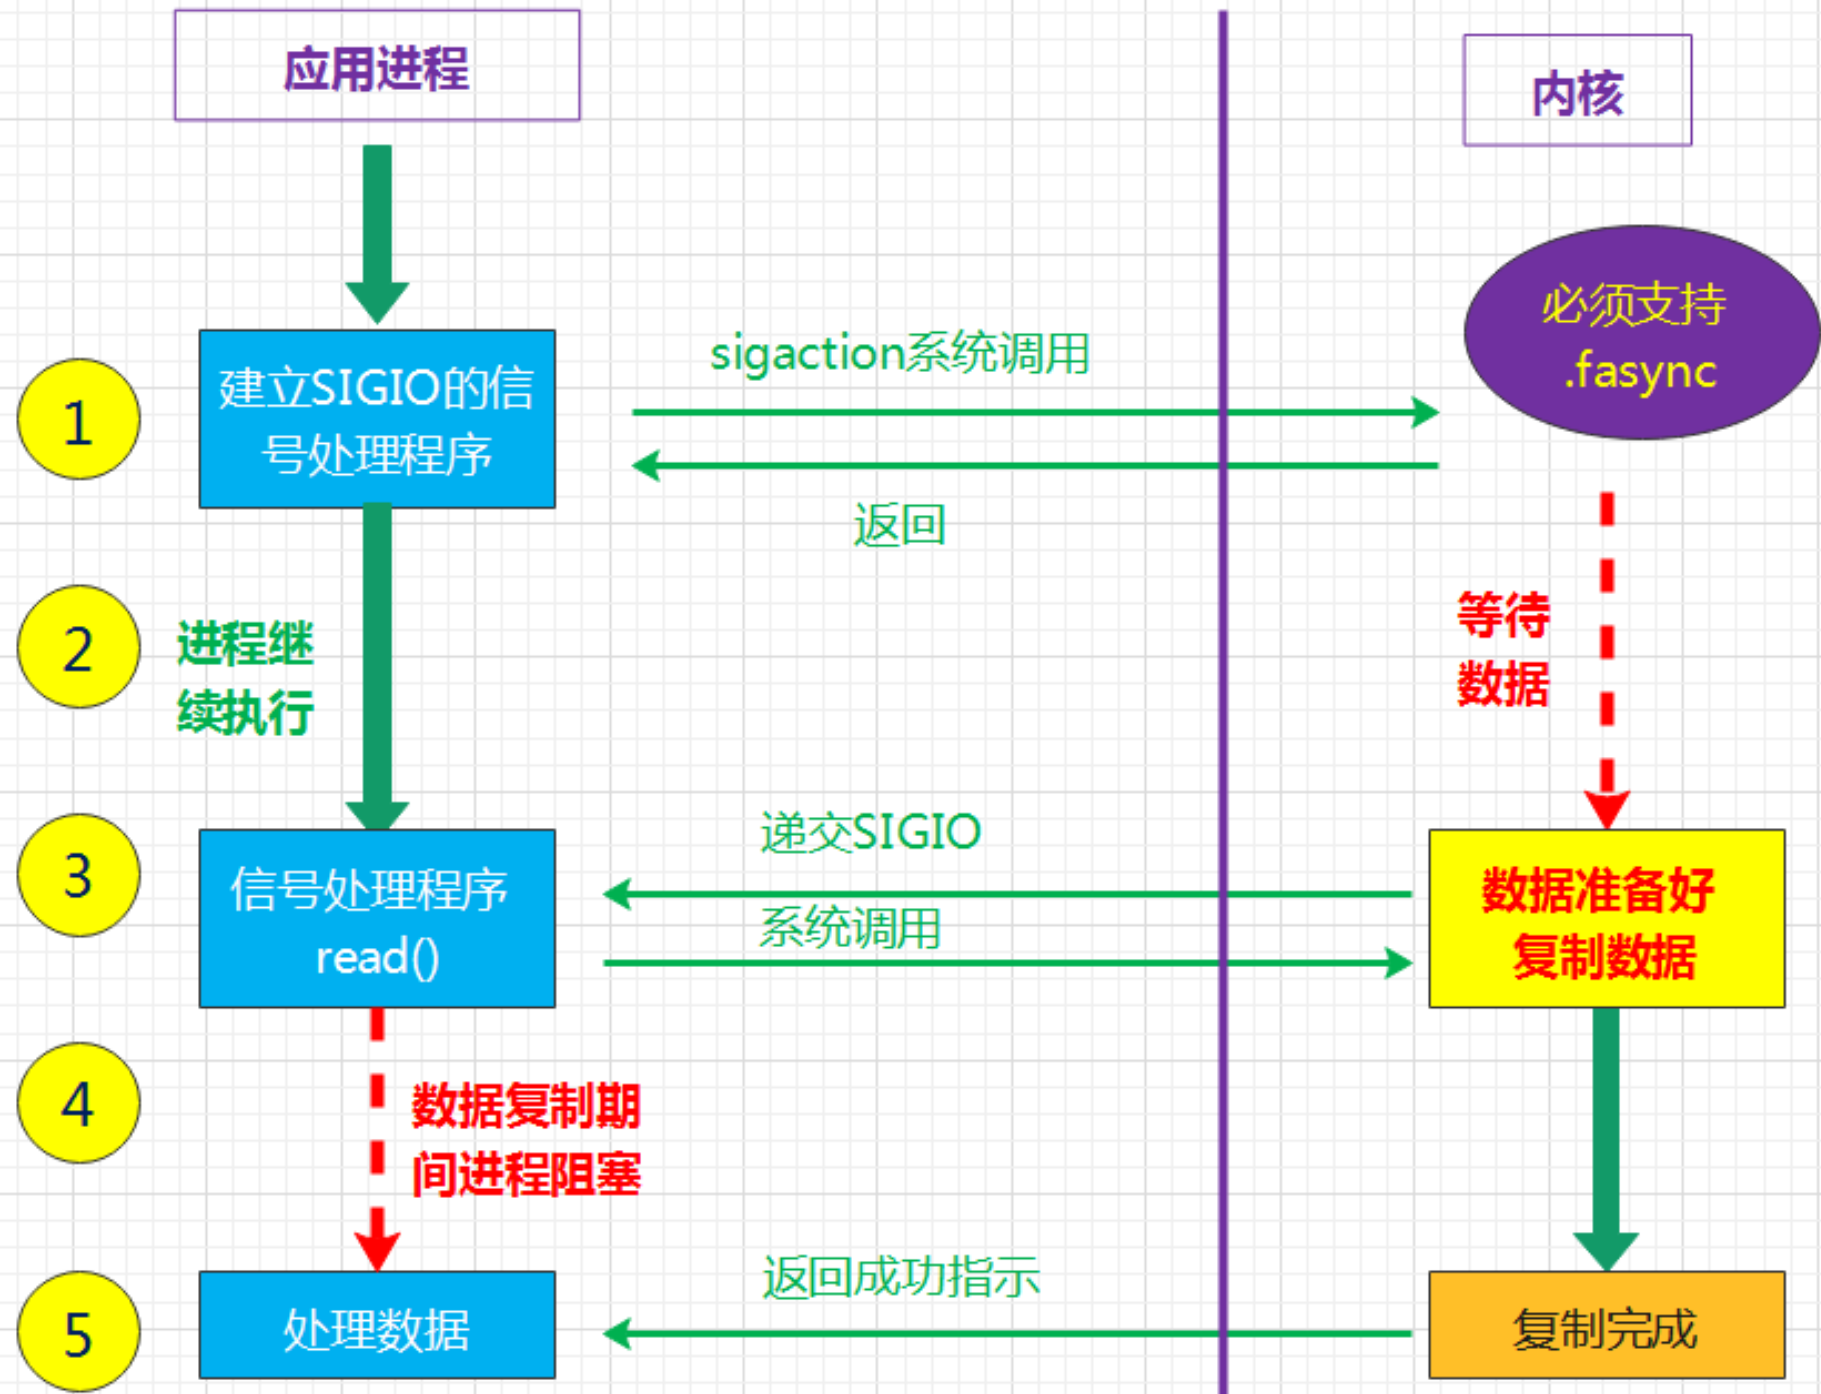 应用进程
内核
必须支持
.fasync
1
建立SIGIO的信
号处理程序
sigaction系统调用
返回
2
进程继
续执行
等待
数据
3
信号处理程序
read()
递交SIGIO
系统调用
数据准备好
复制数据
4
数据复制期
间进程阻塞
5
处理数据
返回成功指示
复制完成